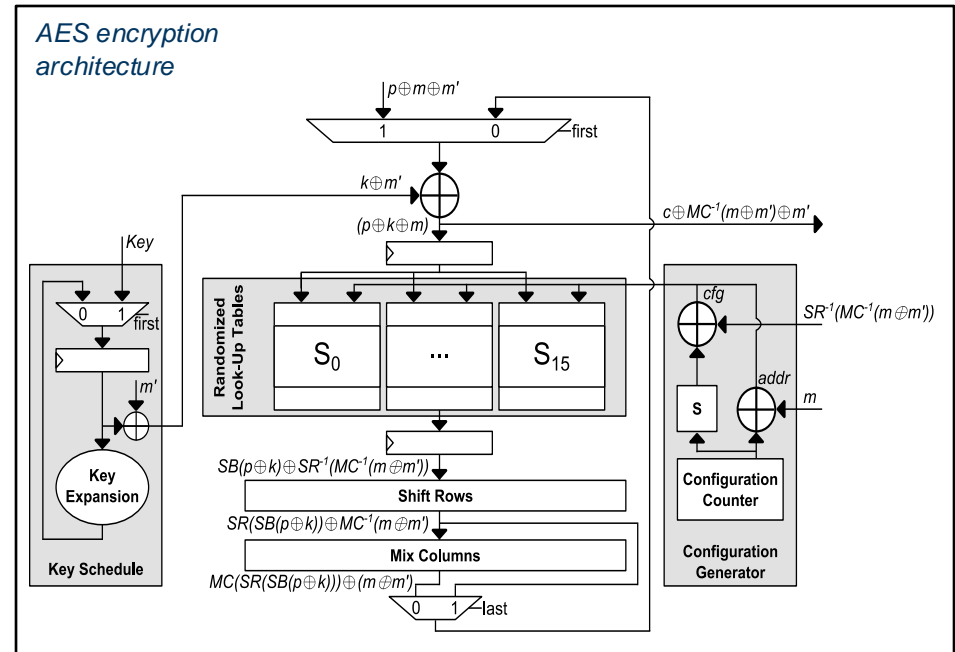 AES encryption
architecture
p⊕m⊕m'
1 0
first
k⊕m'
c⊕MC⁻¹(m⊕m')⊕m'
(p⊕k⊕m)
Key
0 1
first
m'
Key
Expansion
Key Schedule
Randomized
Look-Up Tables
S₀
...
S₁₅
cfg
SR⁻¹(MC⁻¹(m⊕m'))
addr
S
m
Configuration
Counter
Configuration
Generator
SB(p⊕k)⊕SR⁻¹(MC⁻¹(m⊕m'))
Shift Rows
SR(SB(p⊕k))⊕MC⁻¹(m⊕m')
Mix Columns
MC(SR(SB(p⊕k)))⊕(m⊕m')
0 1
last